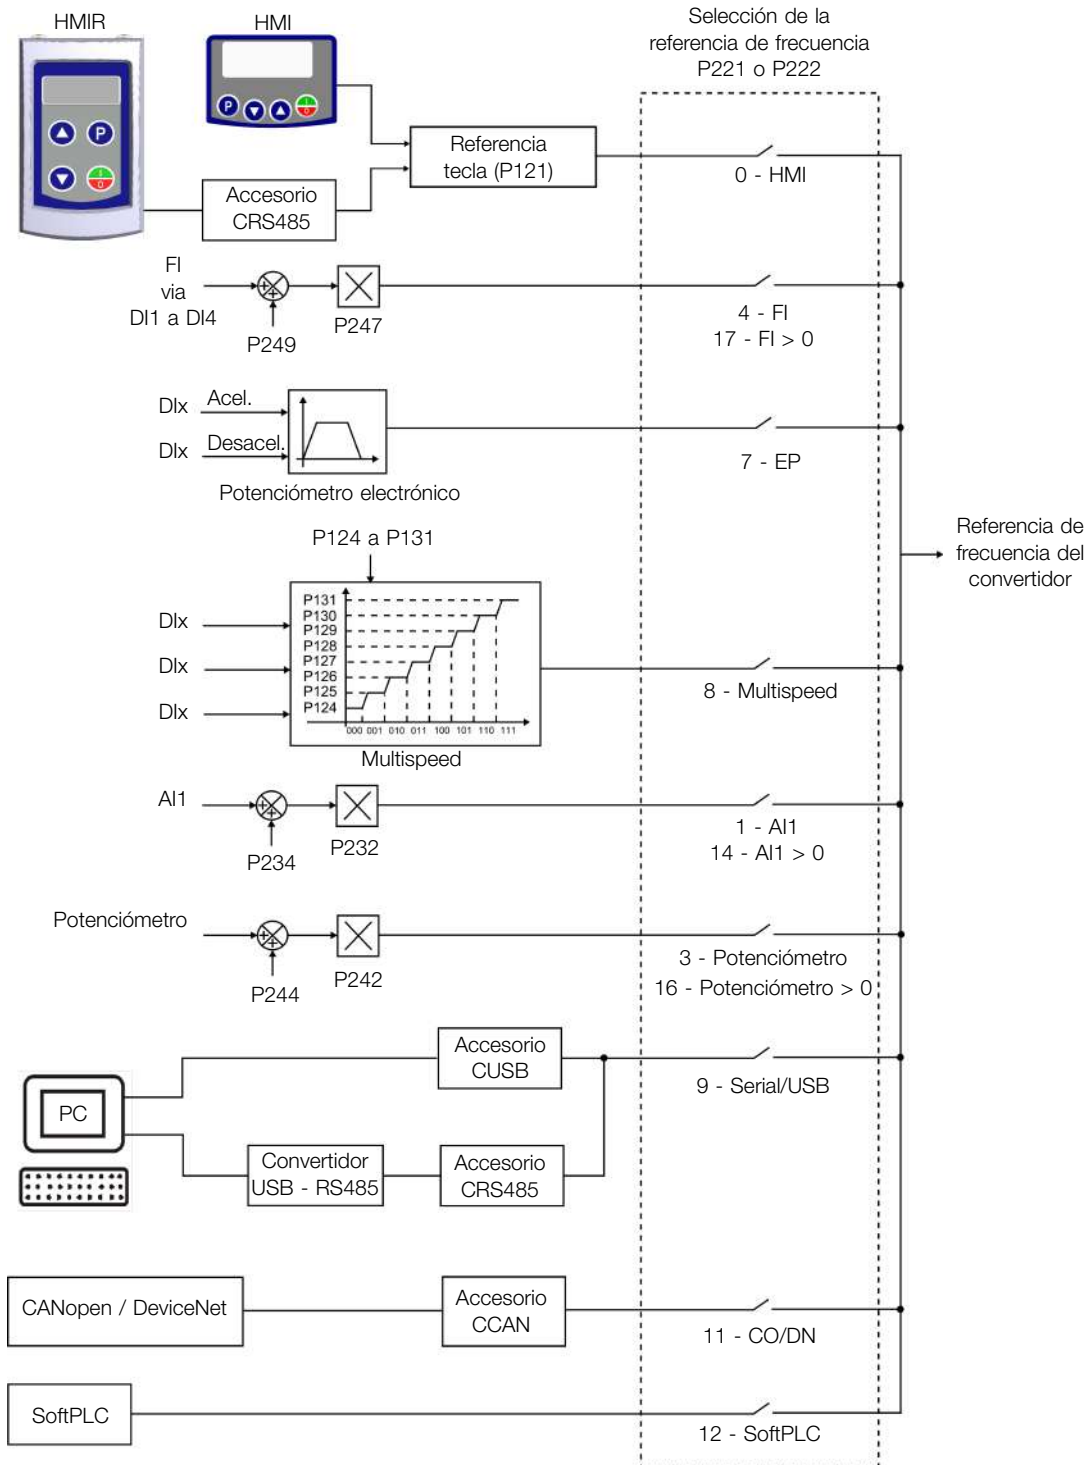 HMIR
HMI
Selección de la
referencia de frecuencia
P221 o P222
P
P
I
0
I
0
Referencia
tecla (P121)
0 - HMI
Accesorio
CRS485
FI
via
DI1 a DI4
P249
P247
4 - FI
17 - FI > 0
DIx
Acel.
DIx
Desacel.
7 - EP
Potenciómetro electrónico
P124 a P131
Referencia de
frecuencia del
convertidor
P131
P130
P129
P128
P127
P126
P125
P124
000 001 010 011 100 101 110 111
DIx
DIx
DIx
8 - Multispeed
Multispeed
AI1
P234
P232
1 - AI1
14 - AI1 > 0
Potenciómetro
P244
P242
3 - Potenciómetro
16 - Potenciómetro > 0
Accesorio
CUSB
9 - Serial/USB
PC
Convertidor
USB - RS485
Accesorio
CRS485
CANopen / DeviceNet
Accesorio
CCAN
11 - CO/DN
SoftPLC
12 - SoftPLC